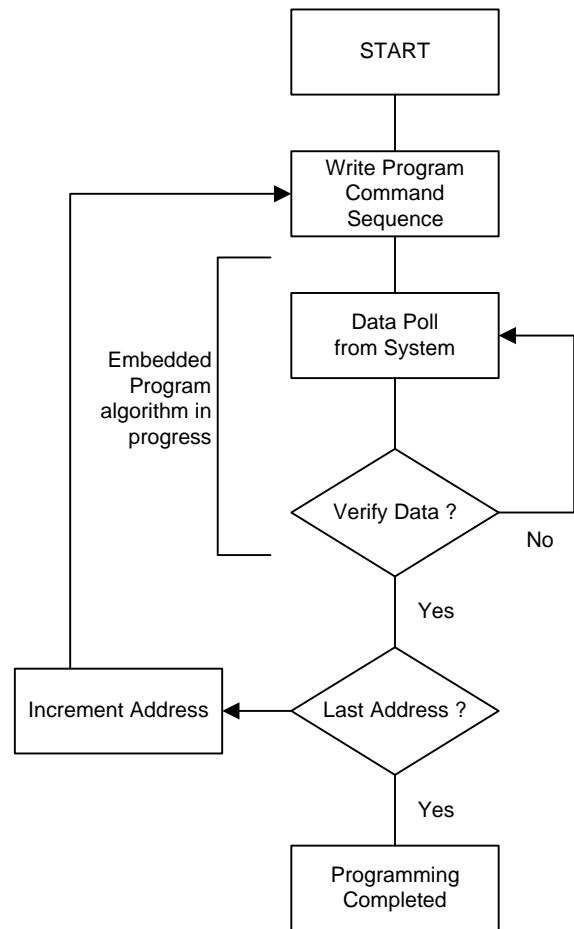 START
Write Program
Command
Sequence
Data Poll
from System
Embedded
Program
algorithm in
progress
Verify Data ?
No
Yes
Increment Address
Last Address ?
Yes
Programming
Completed